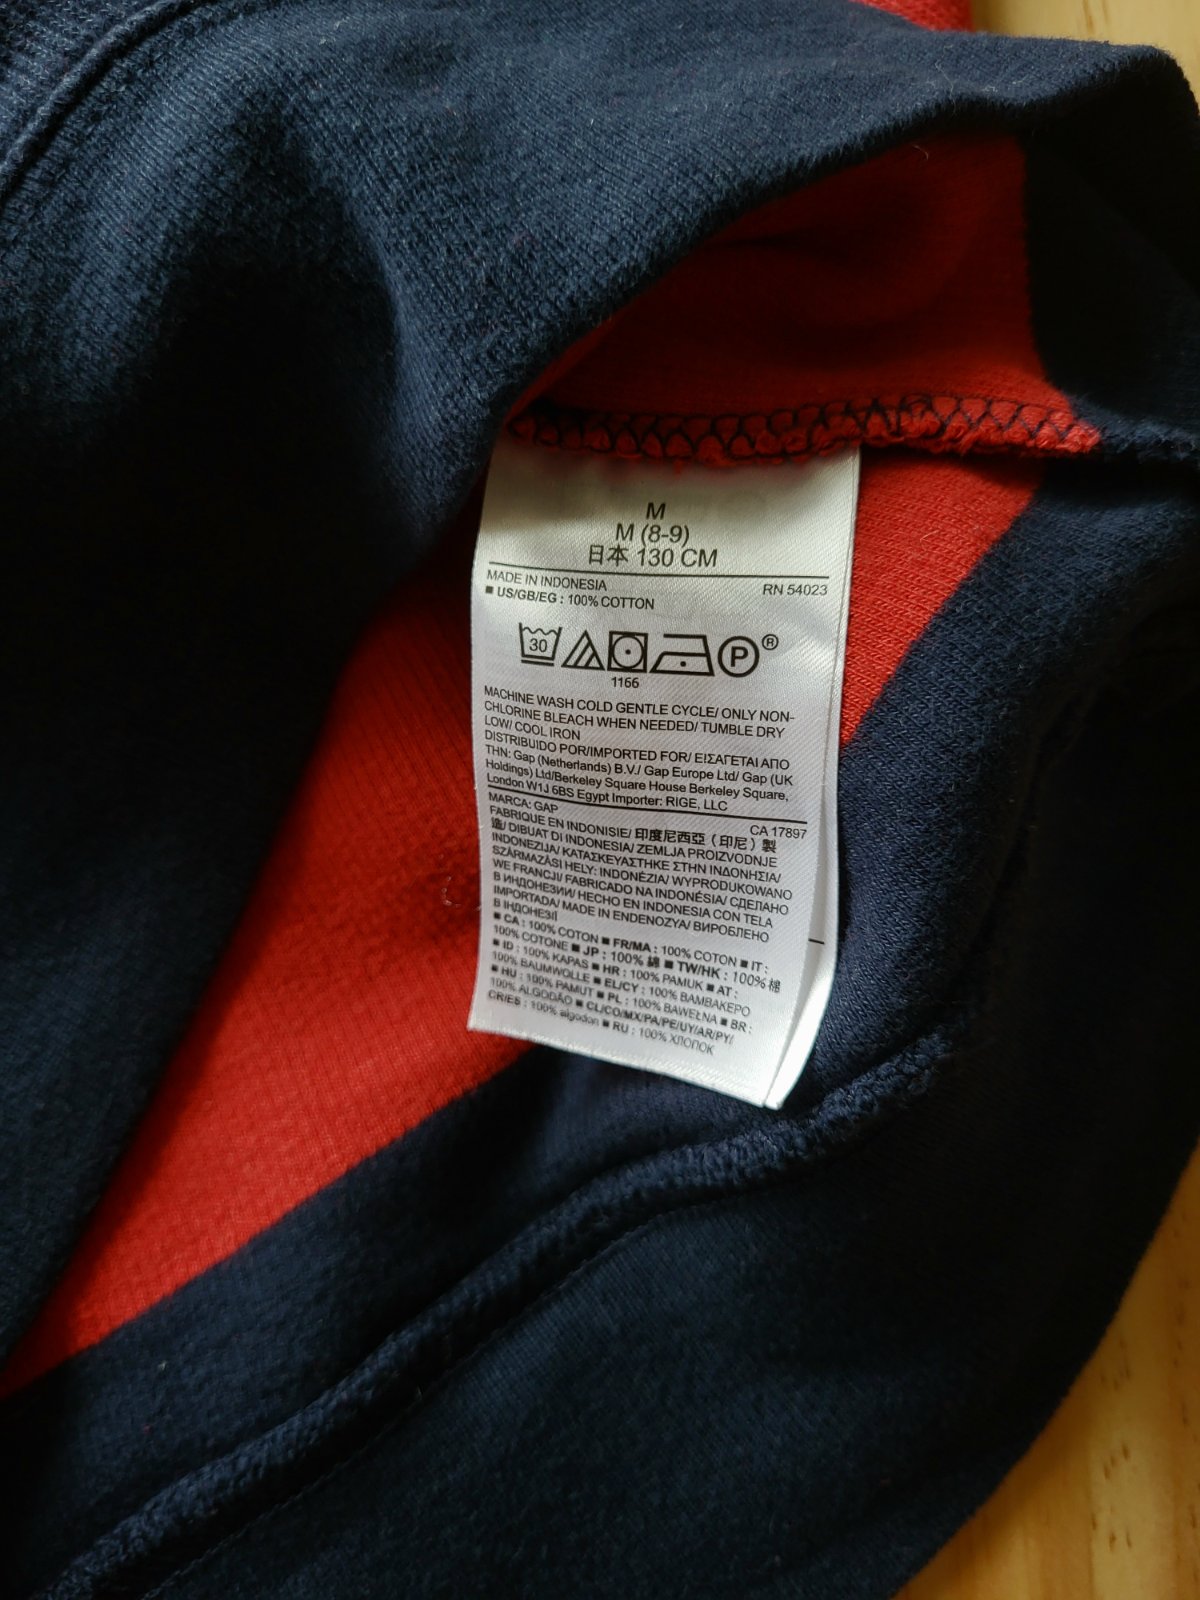 M
M (8-9)
日本 130 CM
MADE IN INDONESIA RN 54023
■ US/GB/EG : 100% COTTON
30 P ®
1166
MACHINE WASH COLD GENTLE CYCLE/ ONLY NON-
CHLORINE BLEACH WHEN NEEDED/ TUMBLE DRY
LOW/ COOL IRON
DISTRIBUIDO POR/IMPORTED FOR/ ΕΙΣΑΓΕΤΑΙ ΑΠΟ
THN: Gap (Netherlands) B.V./ Gap Europe Ltd/ Gap (UK
Holdings) Ltd/Berkeley Square House Berkeley Square,
London W1J 6BS Egypt Importer: RIGE, LLC
MARCA: GAP CA 17897
FABRIQUE EN INDONISIE/ 印度尼西亞 (印尼) 製
造/ DIBUAT DI INDONESIA/ ZEMLJA PROIZVODNJE
INDONEZIJA/ ΚΑΤΑΣΚΕΥΑΣΤΗΚΕ ΣΤΗΝ ΙΝΔΟΝΗΣΙΑ/
SZÁRMAZÁSI HELY: INDONÉZIA/ WYPRODUKOWANO
WE FRANCJI/ FABRICADO NA INDONÉSIA/ СДЕЛАНО
В ИНДОНЕЗИИ/ HECHO EN INDONESIA CON TELA
IMPORTADA/ MADE IN ENDENOZYA/ ВИРОБЛЕНО
В ІНДОНЕЗІЇ
■ CA : 100% COTON ■ FR/MA : 100% COTON ■ IT :
100% COTONE ■ JP : 100% 綿 ■ TW/HK : 100% 棉
■ ID : 100% KAPAS ■ HR : 100% PAMUK ■ AT :
100% BAUMWOLLE ■ EL/CY : 100% ΒΑΜΒΑΚΕΡΟ
■ HU : 100% PAMUT ■ PL : 100% BAWEŁNA ■ BR :
100% ALGODÃO ■ CL/CO/MX/PA/PE/UY/AR/PY/
CR/ES : 100% algodon ■ RU : 100% ХЛОПОК